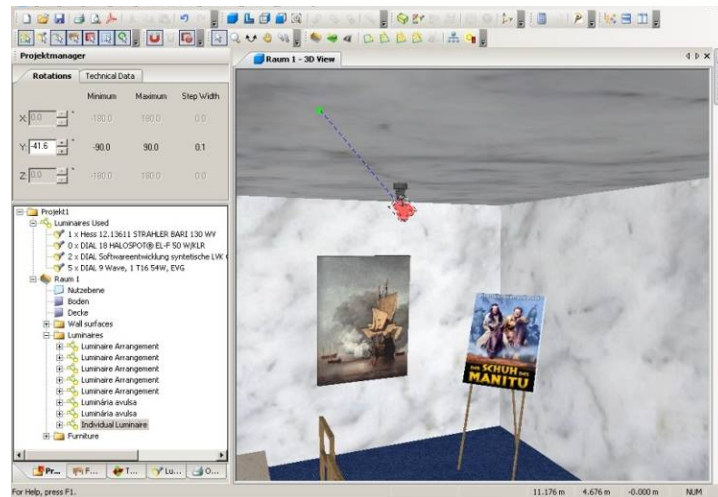 Projektmanager
Raum 1 - 3D View
Rotations Technical Data
Minimum Maximum Step Width
X: 0.0 ° -180.0 180.0 0.0
Y: -41.6 ° -90.0 90.0 0.1
Z: 0.0 ° -180.0 180.0 0.0
Projekt1
Luminaires Used
1 x Hess 12.13611 STRAHLER BARI 130 WV
0 x DIAL 18 HALOSPOT® EL-F 50 W/KLR
2 x DIAL Softwareentwicklung syntetische LVK
5 x DIAL 9 Wave, 1 T16 54W, EVG
Raum 1
Nutzebene
Boden
Decke
Wall surfaces
Luminaires
Luminaire Arrangement
Luminaire Arrangement
Luminaire Arrangement
Luminaire Arrangement
Luminaire Arrangement
Luminária avulsa
Luminária avulsa
Individual Luminaire
Furniture
DER SCHUH DES
MANITU
Pr... F... T... Lu... O...
For Help, press F1.
11.176 m 4.676 m -0.000 m NUM